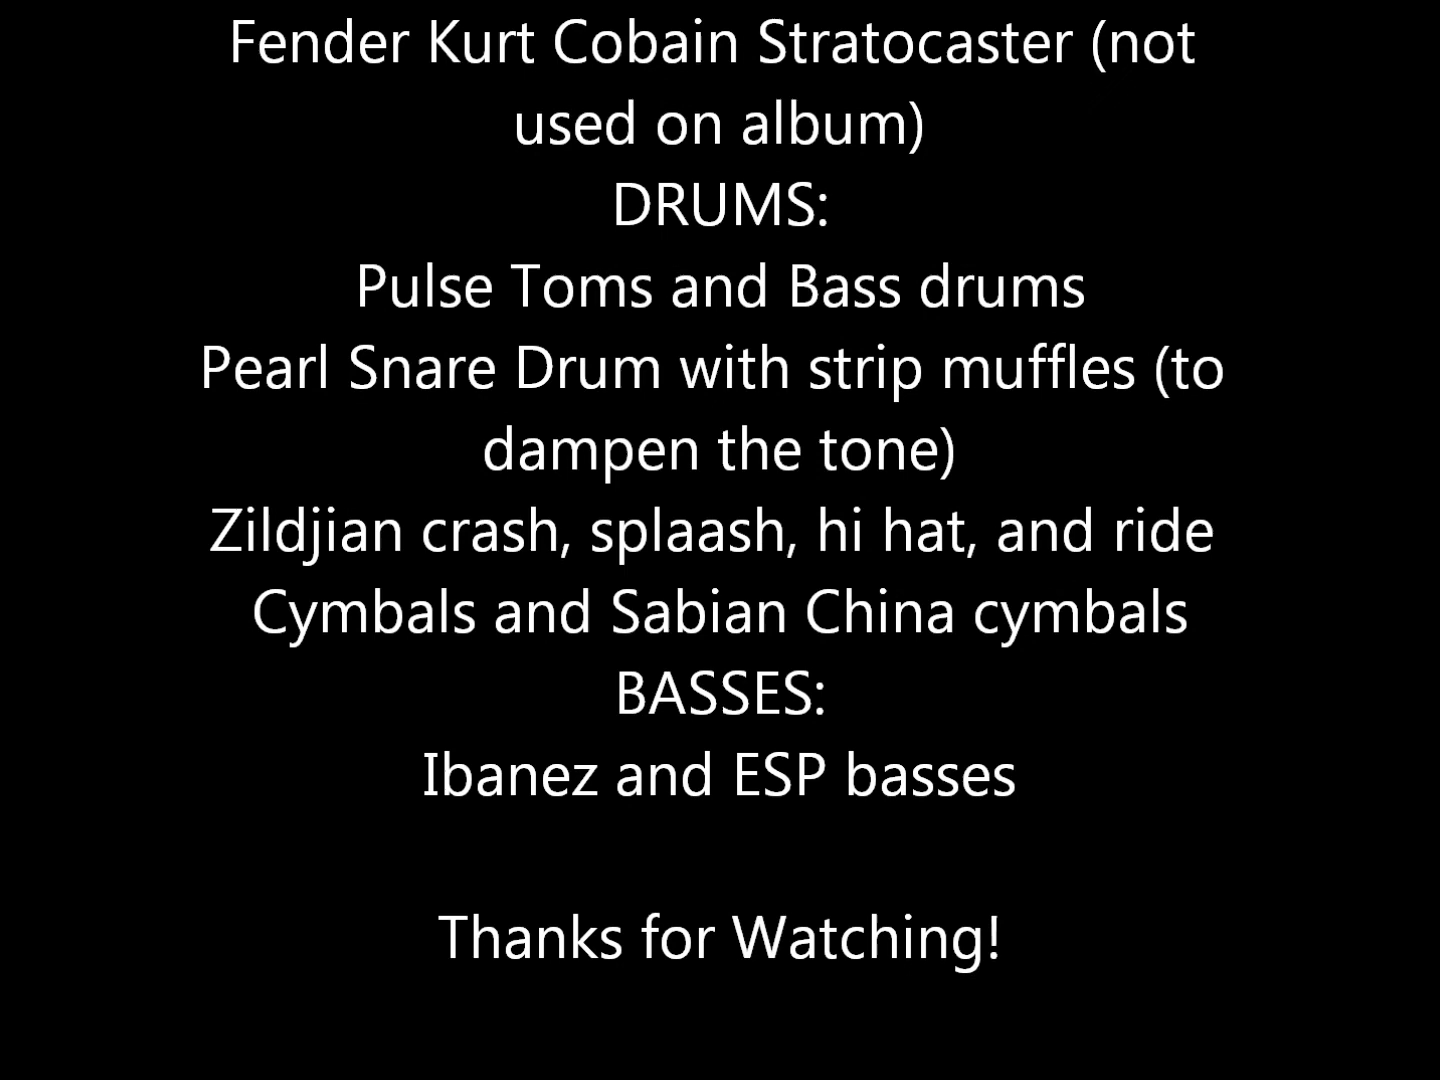 Fender Kurt Cobain Stratocaster (not
used on album)
DRUMS:
Pulse Toms and Bass drums
Pearl Snare Drum with strip muffles (to
dampen the tone)
Zildjian crash, splaash, hi hat, and ride
Cymbals and Sabian China cymbals
BASSES:
Ibanez and ESP basses
Thanks for Watching!